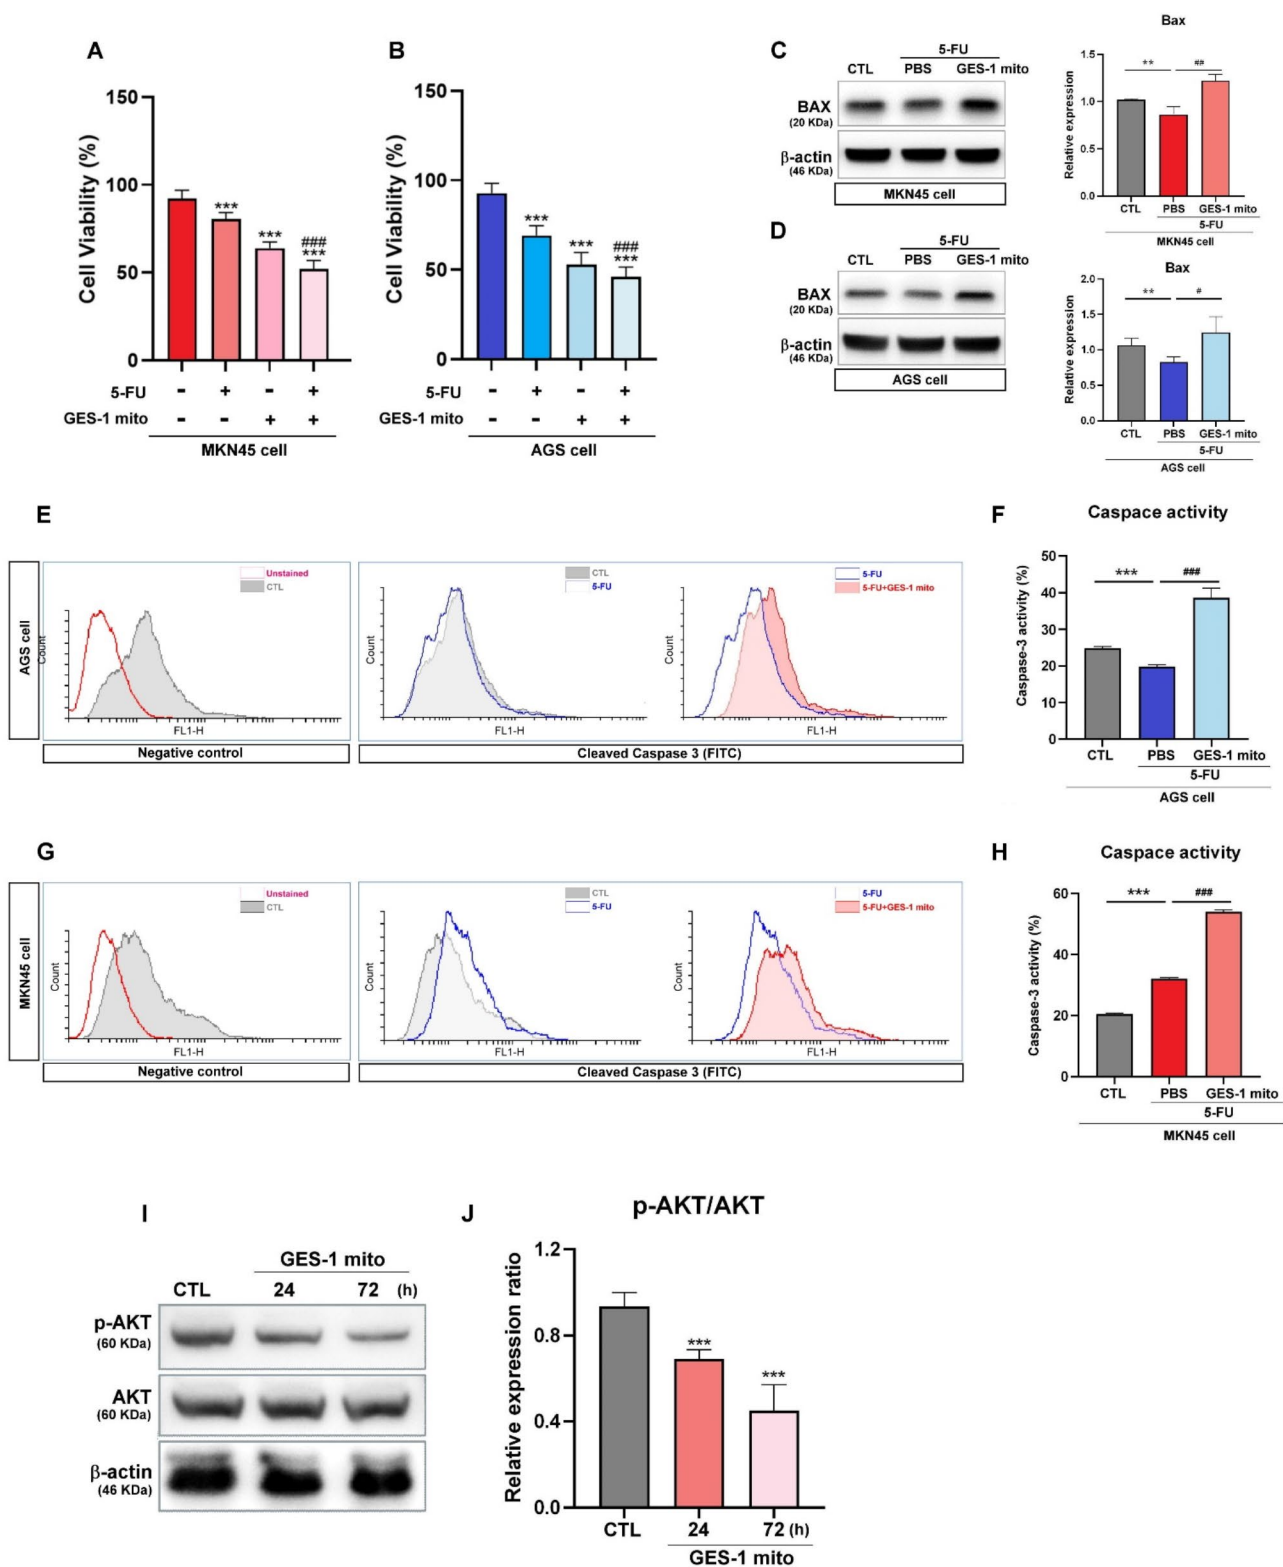 A
150
100
50
0
Cell Viability (%)
***
***
###
***
5-FU
- + - +
GES-1 mito
- - + +
MKN45 cell
B
150
100
50
0
Cell Viability (%)
***
***
###
***
- + - +
- - + +
AGS cell
C
5-FU
CTL PBS GES-1 mito
BAX
(20 KDa)
β-actin
(46 KDa)
MKN45 cell
Bax
1.5
1.0
0.5
0.0
Relative expression
** ##
CTL PBS GES-1 mito
5-FU
MKN45 cell
D
5-FU
CTL PBS GES-1 mito
BAX
(20 KDa)
β-actin
(46 KDa)
AGS cell
Bax
2.0
1.5
1.0
0.5
0.0
Relative expression
** #
CTL PBS GES-1 mito
5-FU
AGS cell
E
AGS cell
Unstained
CTL
Count
FL1-H
Negative control
CTL
5-FU
Count
FL1-H
5-FU
5-FU+GES-1 mito
Count
FL1-H
Cleaved Caspase 3 (FITC)
F
Caspace activity
50
40
30
20
10
0
Caspase-3 activity (%)
*** ###
CTL PBS GES-1 mito
5-FU
AGS cell
G
MKN45 cell
Unstained
CTL
Count
FL1-H
Negative control
CTL
5-FU
Count
FL1-H
5-FU
5-FU+GES-1 mito
Count
FL1-H
Cleaved Caspase 3 (FITC)
H
Caspace activity
60
40
20
0
Caspase-3 activity (%)
*** ###
CTL PBS GES-1 mito
5-FU
MKN45 cell
I
GES-1 mito
CTL 24 72 (h)
p-AKT
(60 KDa)
AKT
(60 KDa)
β-actin
(46 KDa)
J
p-AKT/AKT
1.2
0.8
0.4
0.0
Relative expression ratio
***
***
CTL 24 72 (h)
GES-1 mito